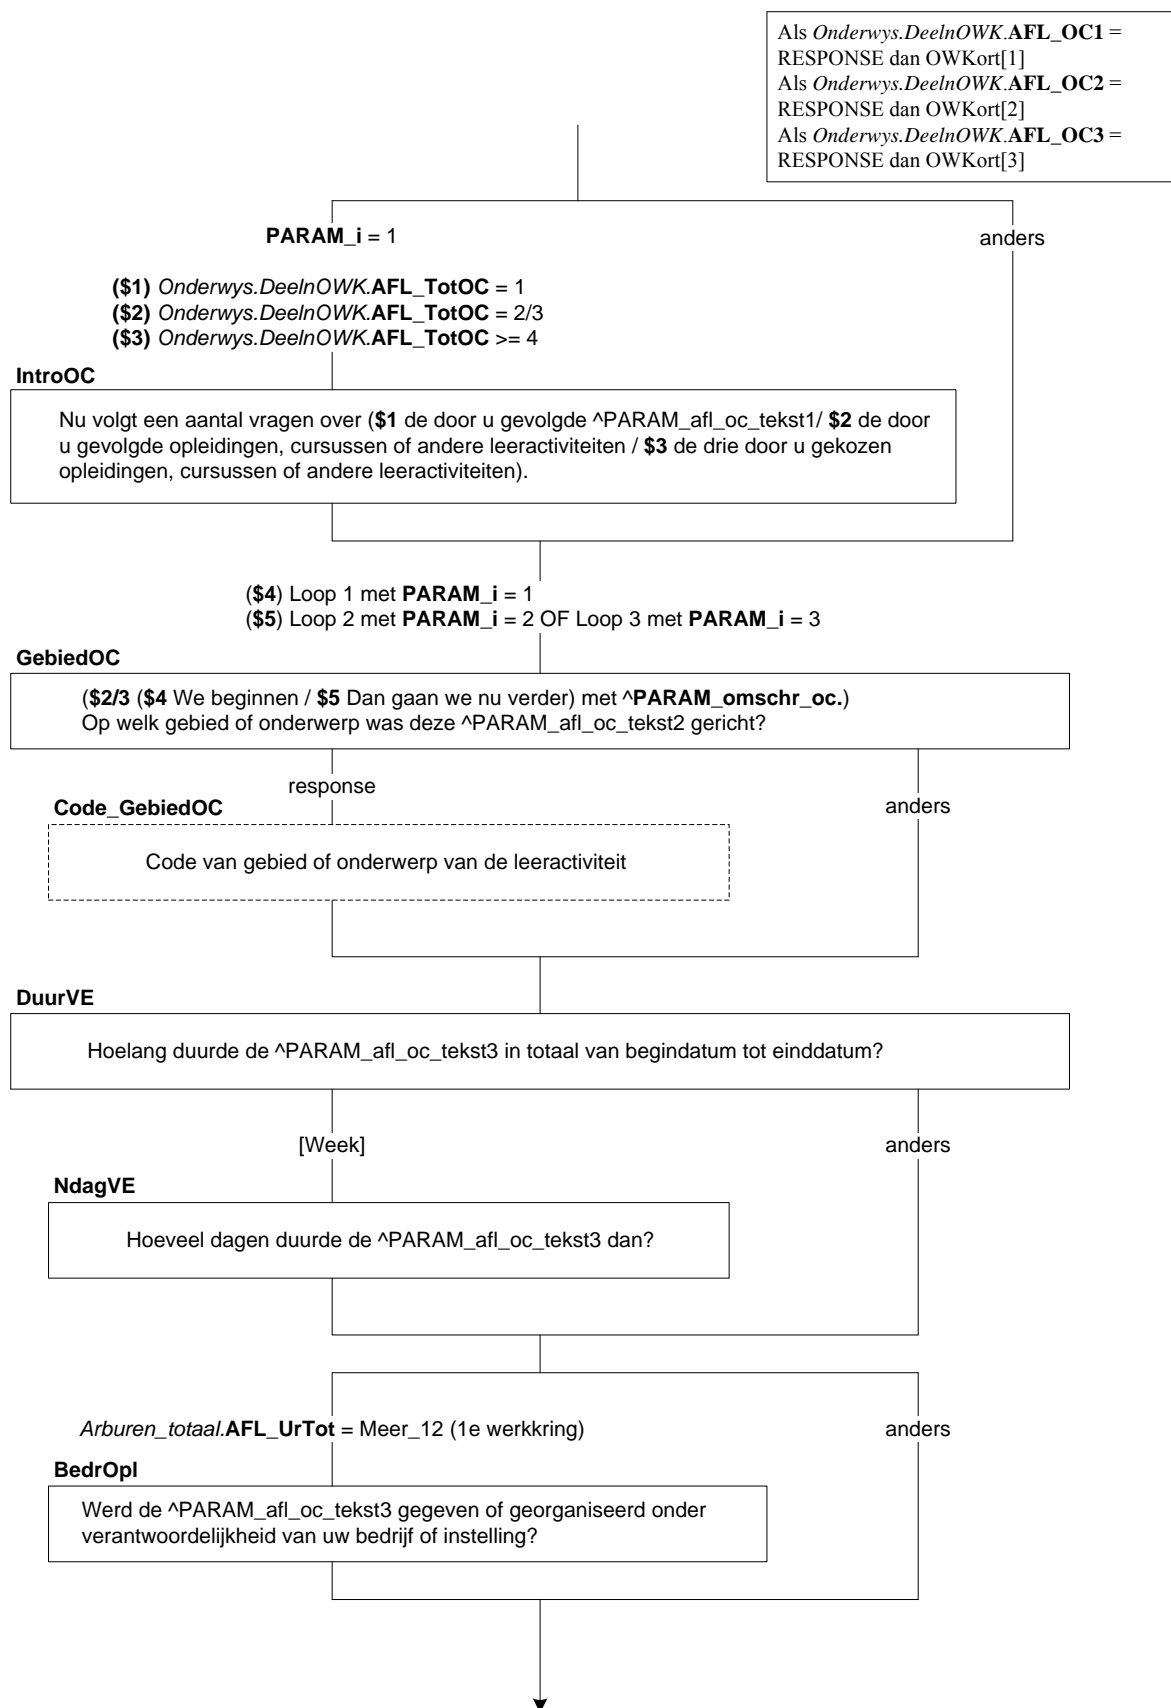 Als Onderwys.DeelnOWK.AFL_OC1 =
RESPONSE dan OWKort[1]
Als Onderwys.DeelnOWK.AFL_OC2 =
RESPONSE dan OWKort[2]
Als Onderwys.DeelnOWK.AFL_OC3 =
RESPONSE dan OWKort[3]
PARAM_i = 1
anders
($1) Onderwys.DeelnOWK.AFL_TotOC = 1
($2) Onderwys.DeelnOWK.AFL_TotOC = 2/3
($3) Onderwys.DeelnOWK.AFL_TotOC >= 4
IntroOC
Nu volgt een aantal vragen over ($1 de door u gevolgde ^PARAM_afl_oc_tekst1/ $2 de door
u gevolgde opleidingen, cursussen of andere leeractiviteiten / $3 de drie door u gekozen
opleidingen, cursussen of andere leeractiviteiten).
($4) Loop 1 met PARAM_i = 1
($5) Loop 2 met PARAM_i = 2 OF Loop 3 met PARAM_i = 3
GebiedOC
($2/3 ($4 We beginnen / $5 Dan gaan we nu verder) met ^PARAM_omschr_oc.)
Op welk gebied of onderwerp was deze ^PARAM_afl_oc_tekst2 gericht?
response
anders
Code_GebiedOC
Code van gebied of onderwerp van de leeractiviteit
DuurVE
Hoelang duurde de ^PARAM_afl_oc_tekst3 in totaal van begindatum tot einddatum?
[Week]
anders
NdagVE
Hoeveel dagen duurde de ^PARAM_afl_oc_tekst3 dan?
Arburen_totaal.AFL_UrTot = Meer_12 (1e werkkring)
anders
BedrOpl
Werd de ^PARAM_afl_oc_tekst3 gegeven of georganiseerd onder
verantwoordelijkheid van uw bedrijf of instelling?